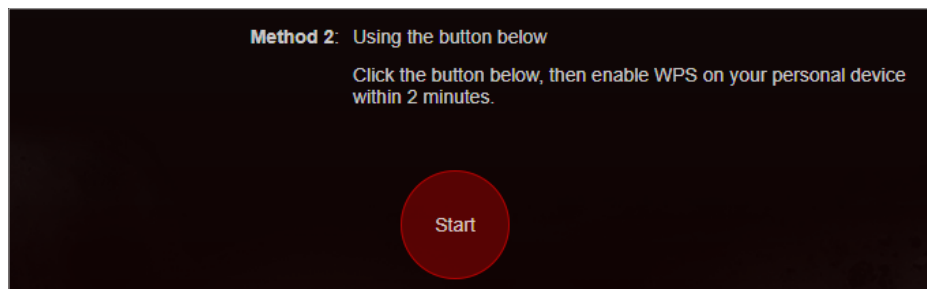 Method 2: Using the button below
Click the button below, then enable WPS on your personal device
within 2 minutes.
Start